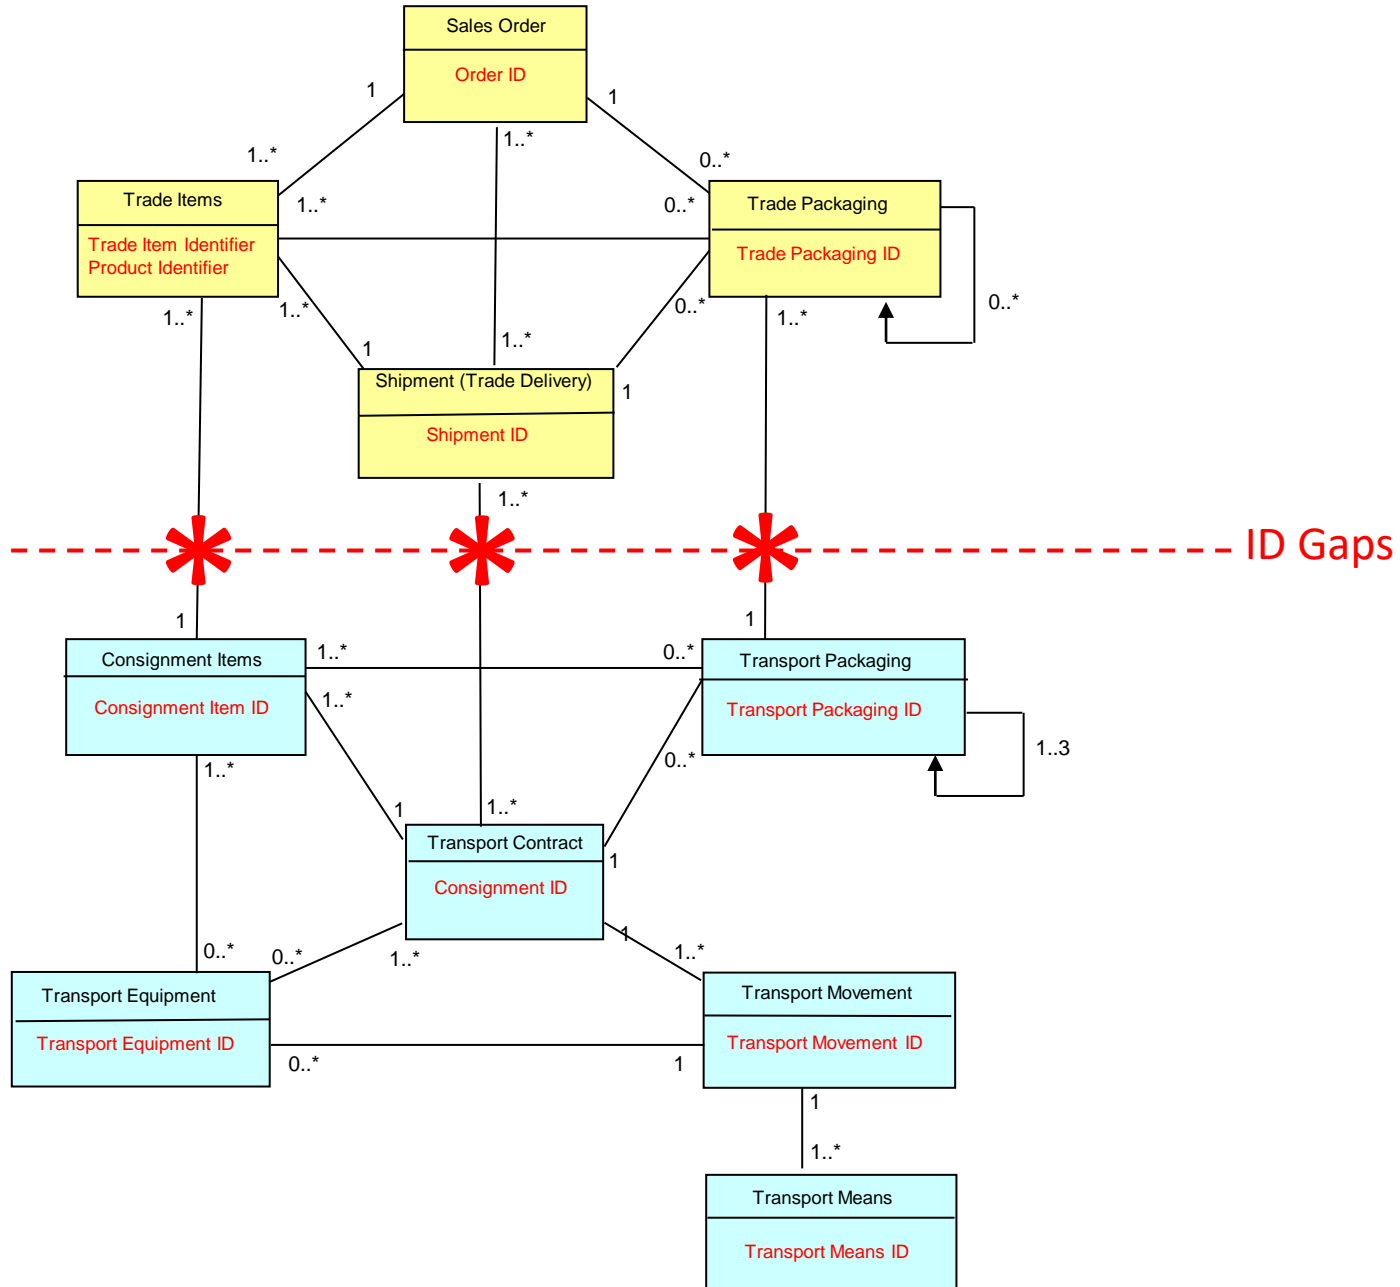 Sales Order
Order ID
1
1
1..*
1..*
0..*
Trade Items
1..*
0..*
Trade Packaging
Trade Item Identifier
Product Identifier
Trade Packaging ID
1..*
1..*
0..*
1..*
0..*
1
1..*
Shipment (Trade Delivery)
1
Shipment ID
1..*
ID Gaps
1
1
Consignment Items
1..*
0..*
Transport Packaging
Consignment Item ID
1..*
Transport Packaging ID
1..*
0..*
1..3
1
1..*
Transport Contract
1
Consignment ID
0..*
0..*
1..*
1
1..*
Transport Equipment
Transport Movement
Transport Equipment ID
Transport Movement ID
0..*
1
1
1..*
Transport Means
Transport Means ID